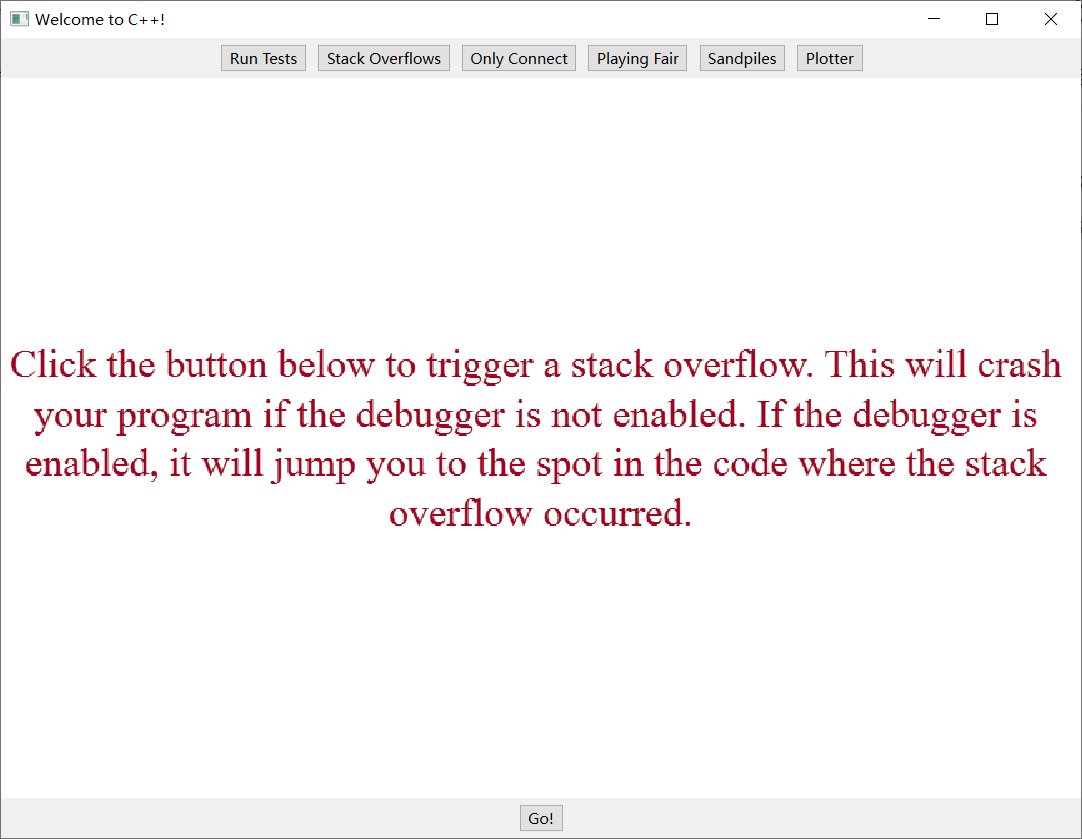 Welcome to C++!
Run Tests Stack Overflows Only Connect Playing Fair Sandpiles Plotter
Click the button below to trigger a stack overflow. This will crash
your program if the debugger is not enabled. If the debugger is
enabled, it will jump you to the spot in the code where the stack
overflow occurred.
Go!